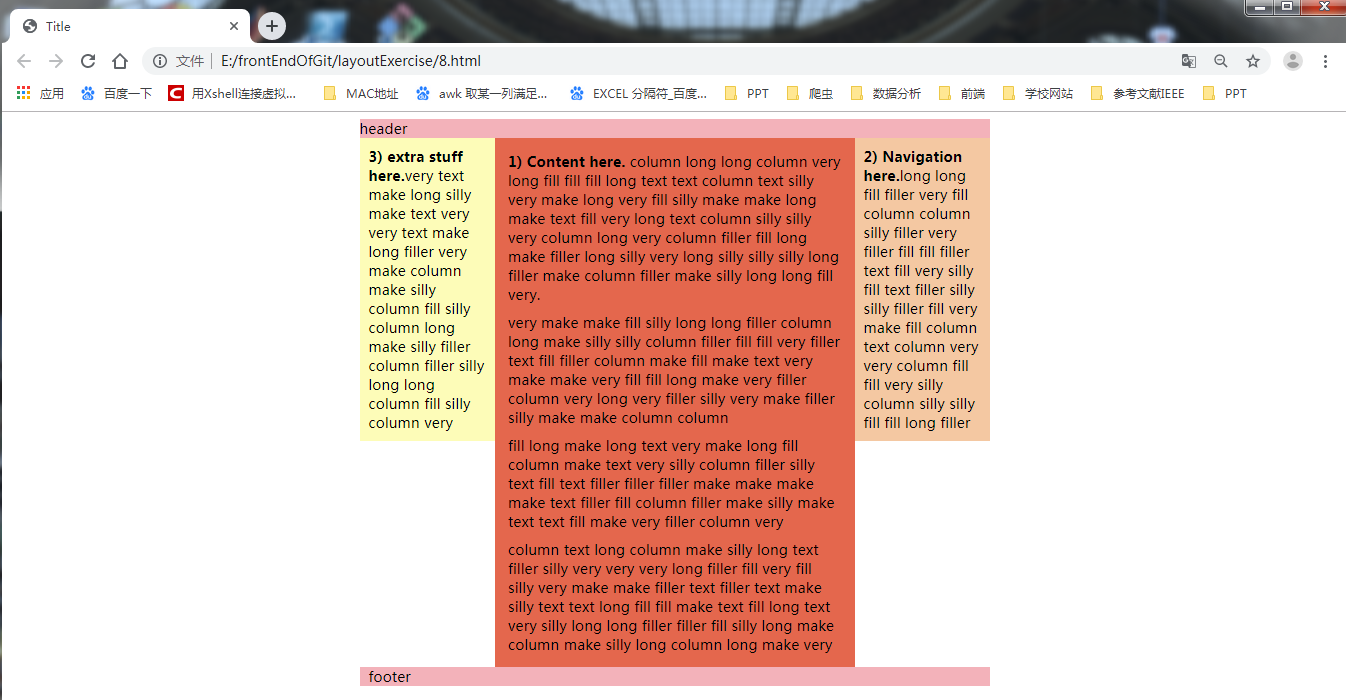 Title
文件 E:/frontEndOfGit/layoutExercise/8.html
应用 百度一下 用Xshell连接虚拟... MAC地址 awk 取某一列满足... EXCEL 分隔符_百度... PPT 爬虫 数据分析 前端 学校网站 参考文献IEEE PPT
header
3) extra stuff
here.very text
make long silly
make text very
very text make
long filler very
make column
make silly
column fill silly
column long
make silly filler
column filler silly
long long
column fill silly
column very
1) Content here. column long long column very
long fill fill fill long text text column text silly
very make long very fill silly make make long
make text fill very long text column silly silly
very column long very column filler fill long
make filler long silly very long silly silly silly long
filler make column filler make silly long long fill
very.
very make make fill silly long long filler column
long make silly silly column filler fill fill very filler
text fill filler column make fill make text very
make make very fill fill long make very filler
column very long very filler silly very make filler
silly make make column column
fill long make long text very make long fill
column make text very silly column filler silly
text fill text filler filler filler make make make
make text filler fill column filler make silly make
text text fill make very filler column very
column text long column make silly long text
filler silly very very very long filler fill very fill
silly very make make filler text filler text make
silly text text long fill fill make text fill long text
very silly long long filler filler fill silly long make
column make silly long column long make very
2) Navigation
here.long long
fill filler very fill
column column
silly filler very
filler fill fill filler
text fill very silly
fill text filler silly
silly filler fill very
make fill column
text column very
very column fill
fill very silly
column silly silly
fill fill long filler
footer